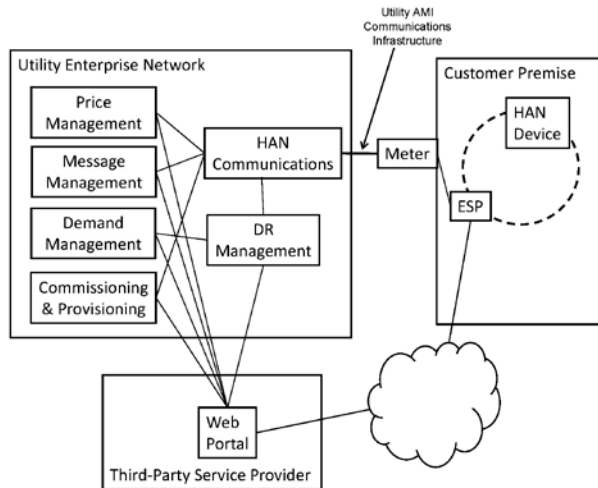 Utility AMI
Communications
Infrastructure
Utility Enterprise Network
Price
Management
Message
Management
Demand
Management
Commissioning
& Provisioning
HAN
Communications
DR
Management
Meter
Customer Premise
HAN
Device
ESP
Web
Portal
Third-Party Service Provider